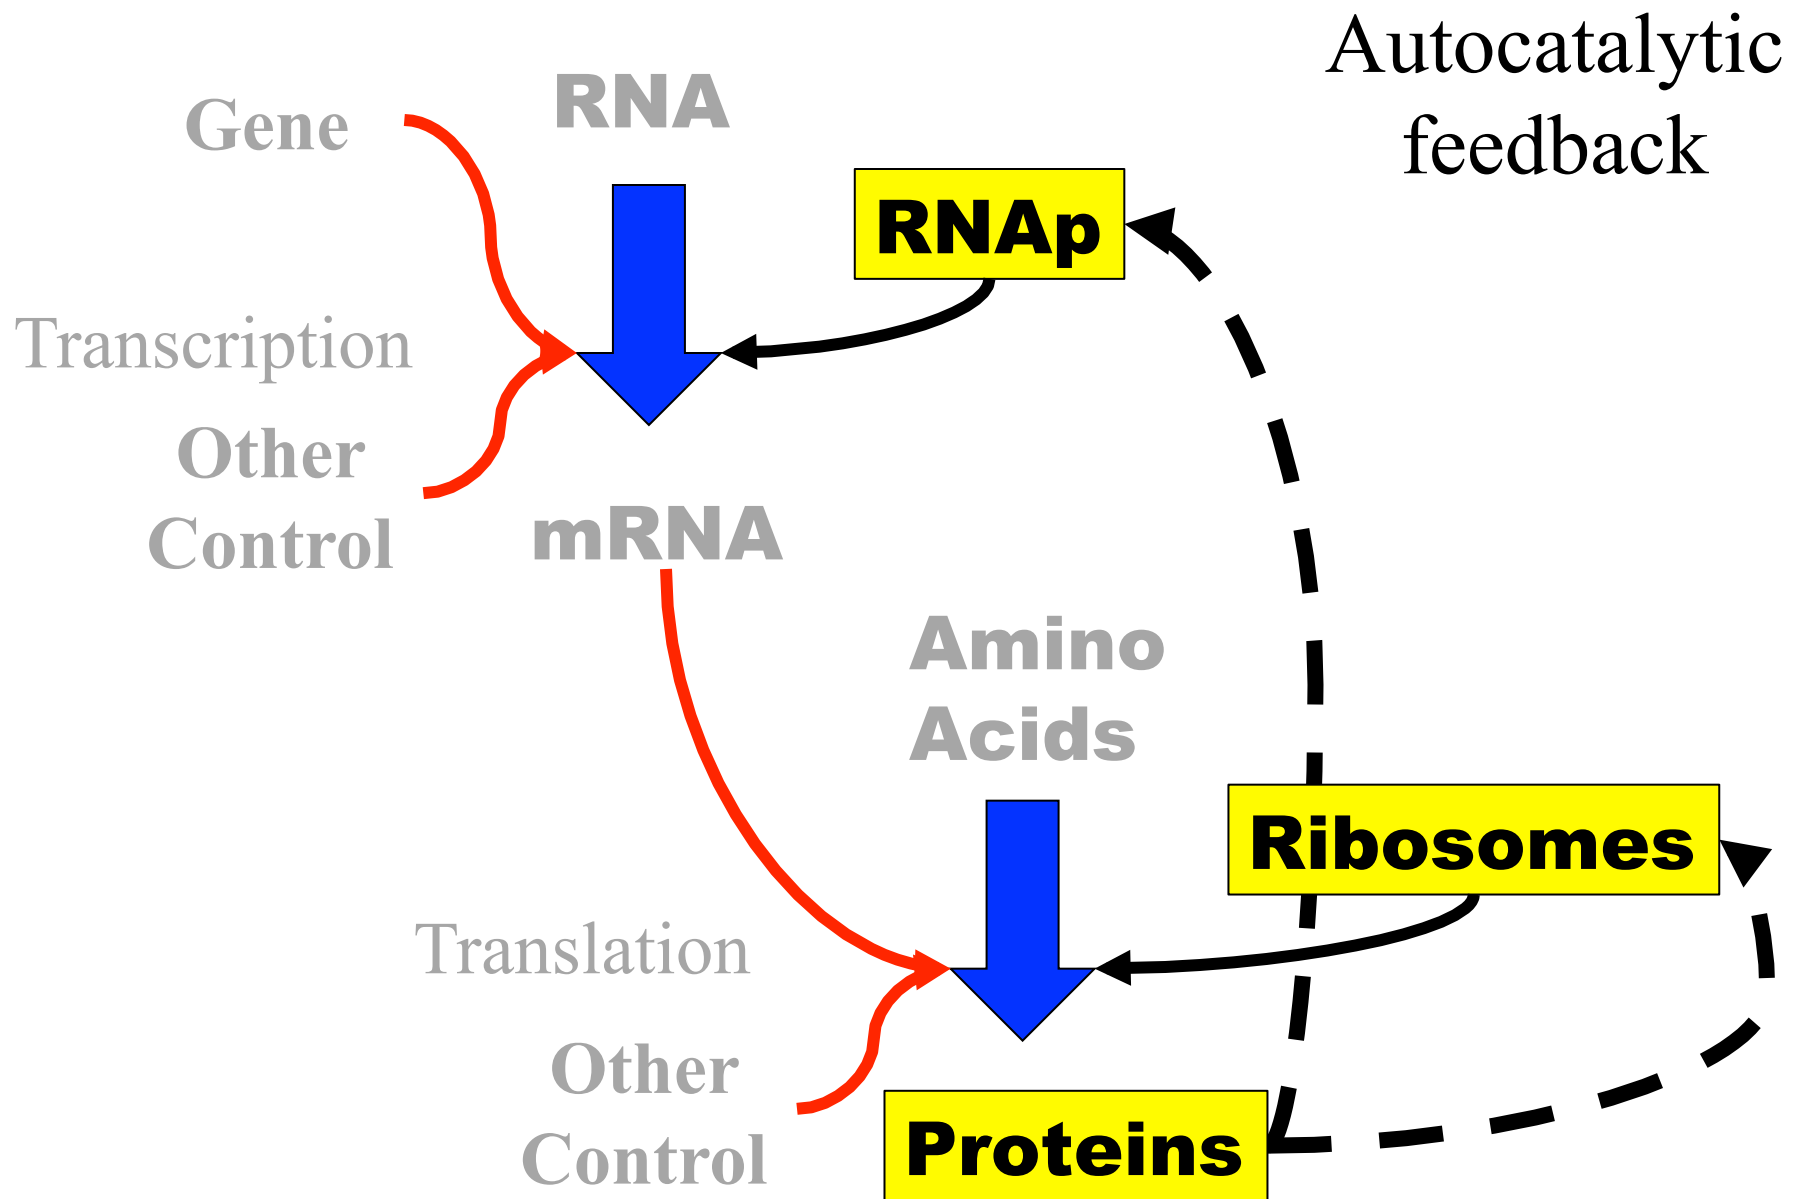 Autocatalytic
feedback
Gene
RNA
RNAp
Transcription
Other
Control
mRNA
Amino
Acids
Ribosomes
Translation
Other
Control
Proteins